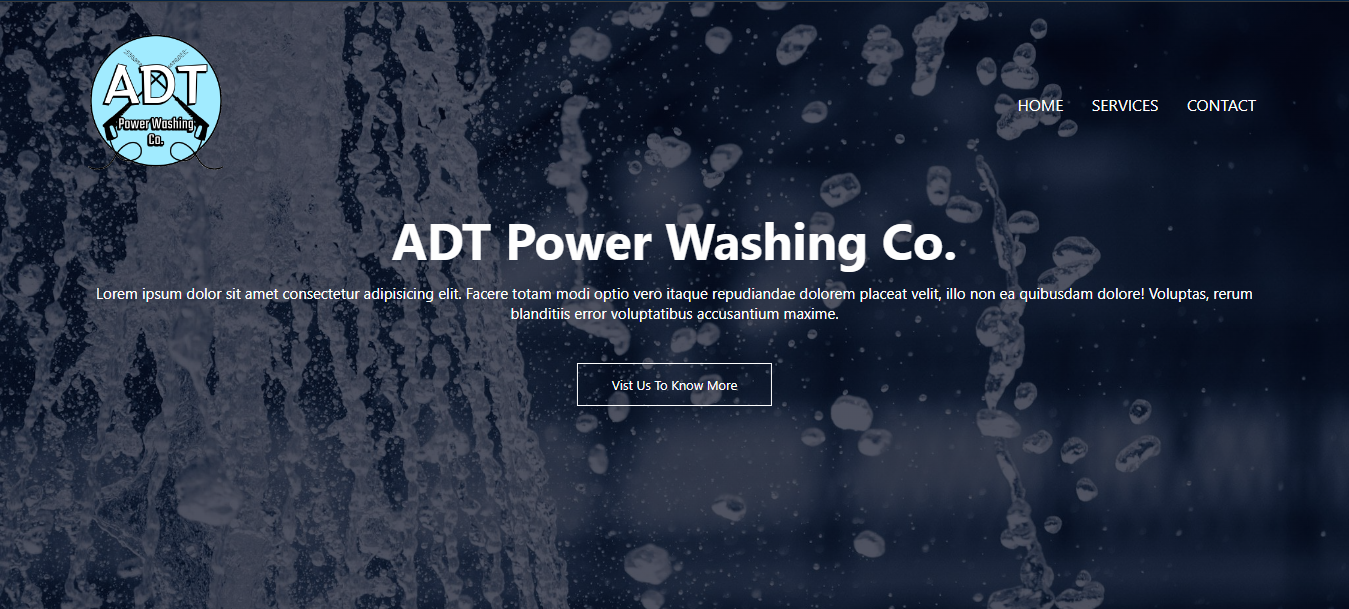 ADT
Power Washing
Co.
HOME SERVICES CONTACT
ADT Power Washing Co.
Lorem ipsum dolor sit amet consectetur adipisicing elit. Facere totam modi optio vero itaque repudiandae dolorem placeat velit, illo non ea quibusdam dolore! Voluptas, rerum
blanditiis error voluptatibus accusantium maxime.
Vist Us To Know More